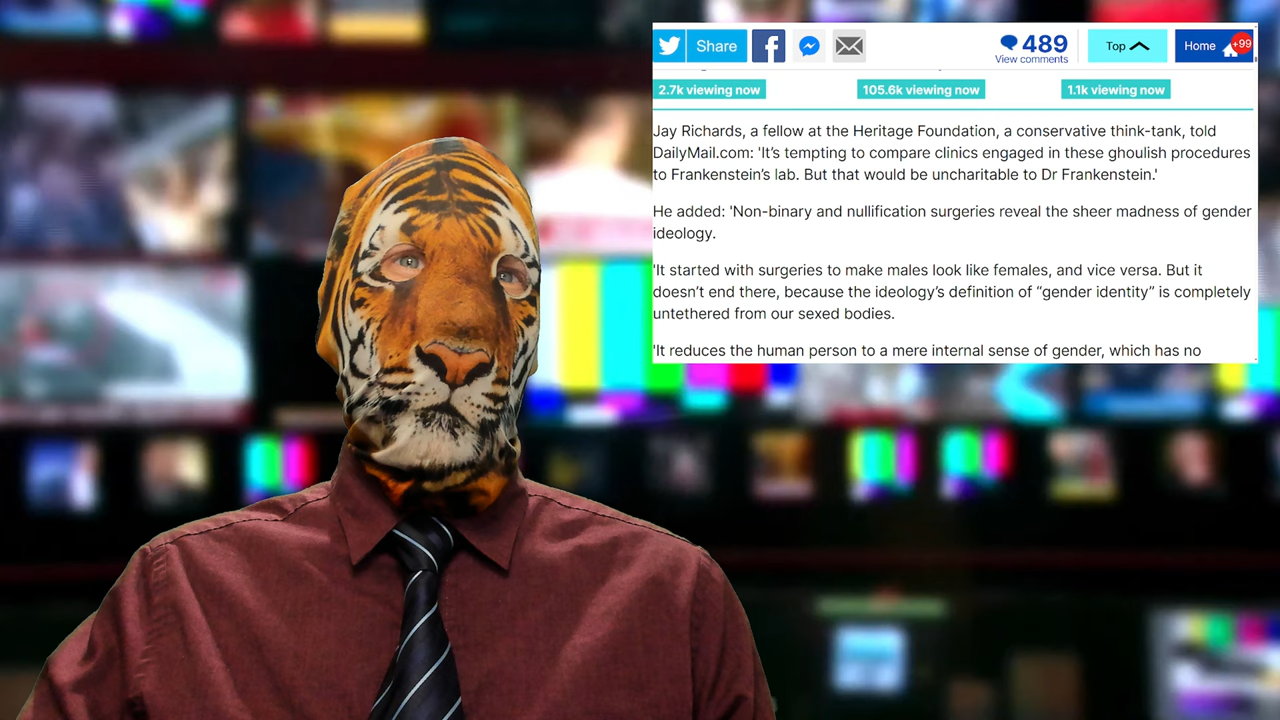 Share
489
View comments
Top
Home
+99
2.7k viewing now
105.6k viewing now
1.1k viewing now
Jay Richards, a fellow at the Heritage Foundation, a conservative think-tank, told
DailyMail.com: 'It's tempting to compare clinics engaged in these ghoulish procedures
to Frankenstein's lab. But that would be uncharitable to Dr Frankenstein.'
He added: 'Non-binary and nullification surgeries reveal the sheer madness of gender
ideology.
'It started with surgeries to make males look like females, and vice versa. But it
doesn't end there, because the ideology's definition of “gender identity” is completely
untethered from our sexed bodies.
'It reduces the human person to a mere internal sense of gender, which has no